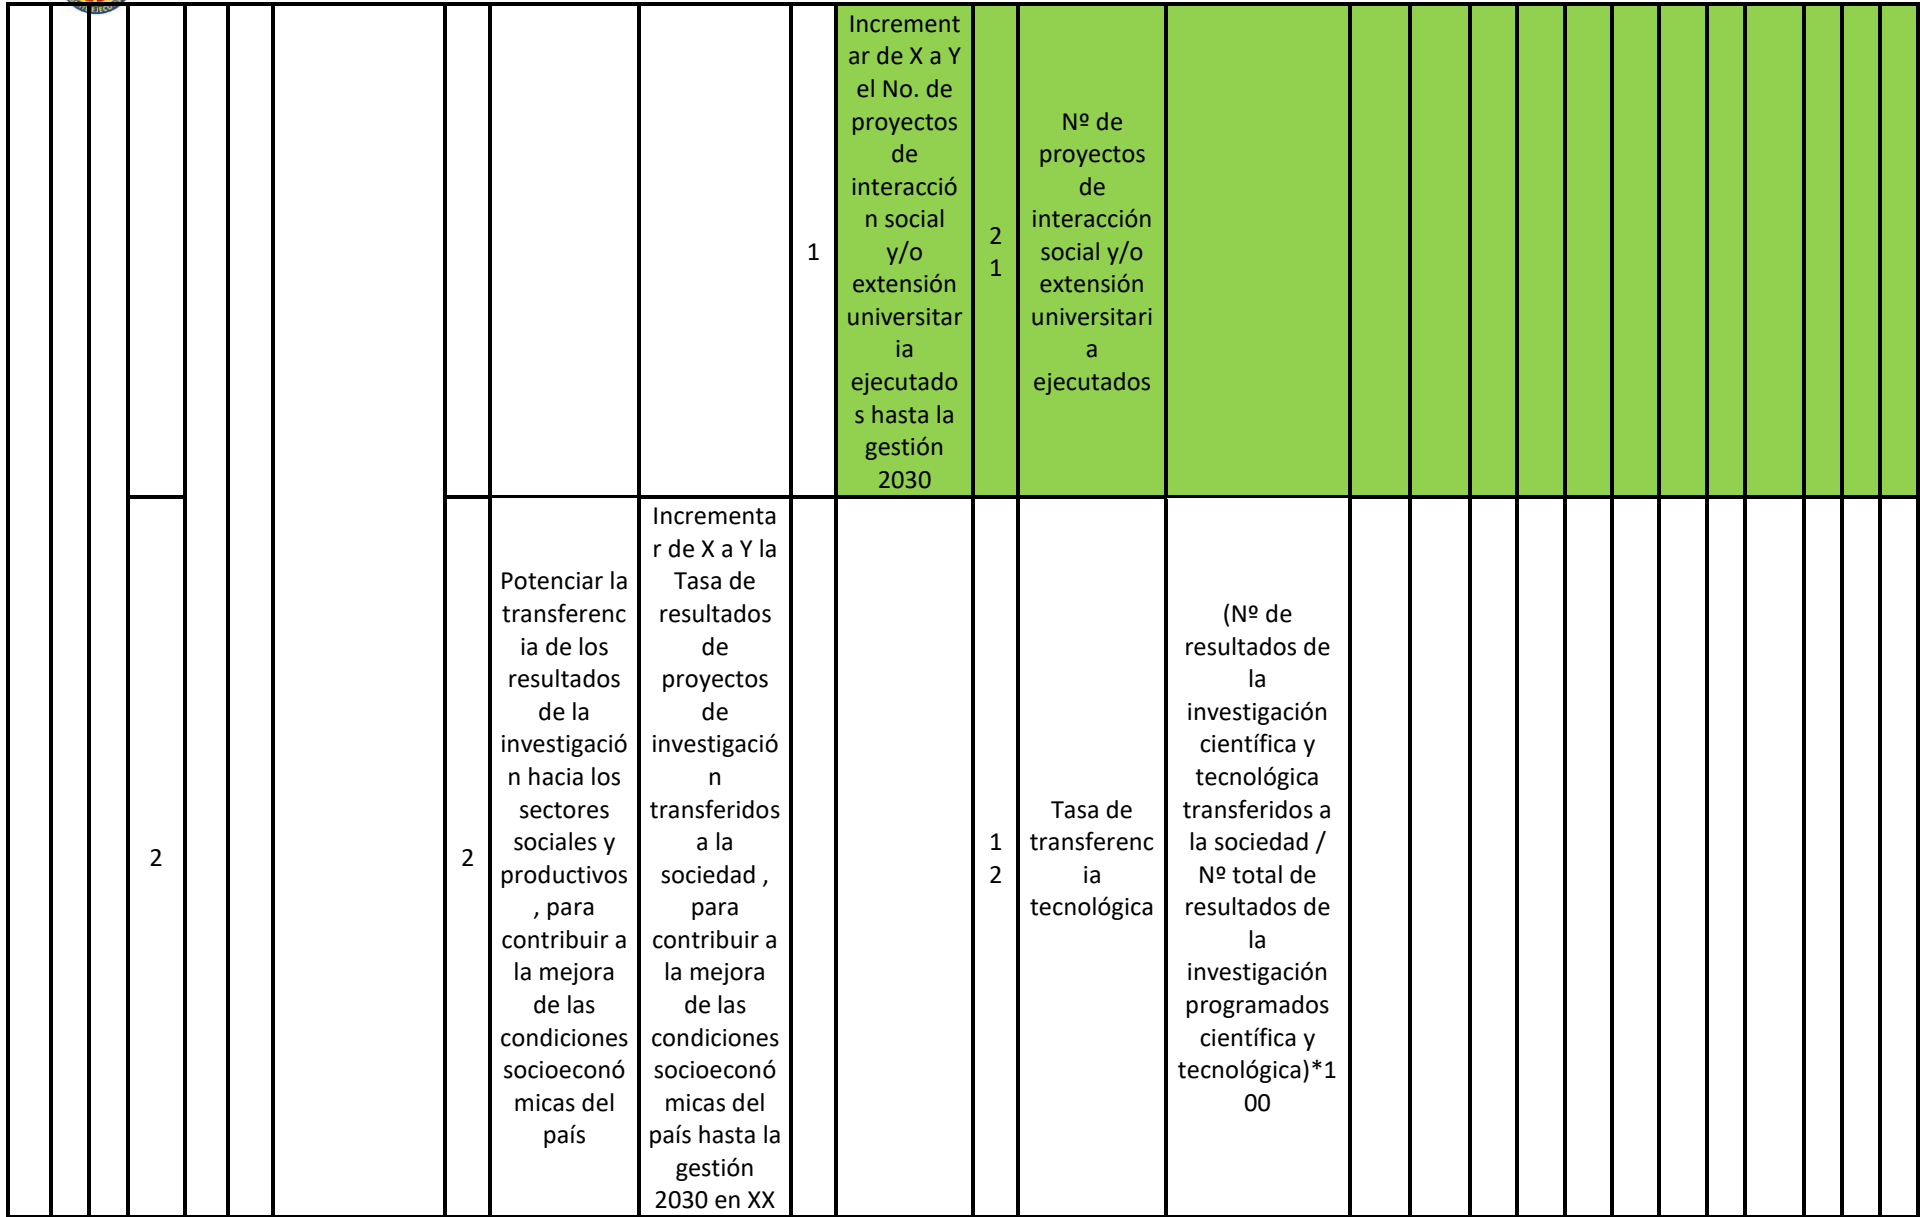 1
Increment
ar de X a Y
el No. de
proyectos
de
interacció
n social
y/o
extensión
universitar
ia
ejecutado
s hasta la
gestión
2030
2
1
Nº de
proyectos
de
interacción
social y/o
extensión
universitari
a
ejecutados
2
2
Potenciar la
transferenc
ia de los
resultados
de la
investigació
n hacia los
sectores
sociales y
productivos
, para
contribuir a
la mejora
de las
condiciones
socioeconó
micas del
país
Incrementa
r de X a Y la
Tasa de
resultados
de
proyectos
de
investigació
n
transferidos
a la
sociedad ,
para
contribuir a
la mejora
de las
condiciones
socioeconó
micas del
país hasta la
gestión
2030 en XX
1
2
Tasa de
transferenc
ia
tecnológica
(Nº de
resultados de
la
investigación
científica y
tecnológica
transferidos a
la sociedad /
Nº total de
resultados de
la
investigación
programados
científica y
tecnológica)*1
00